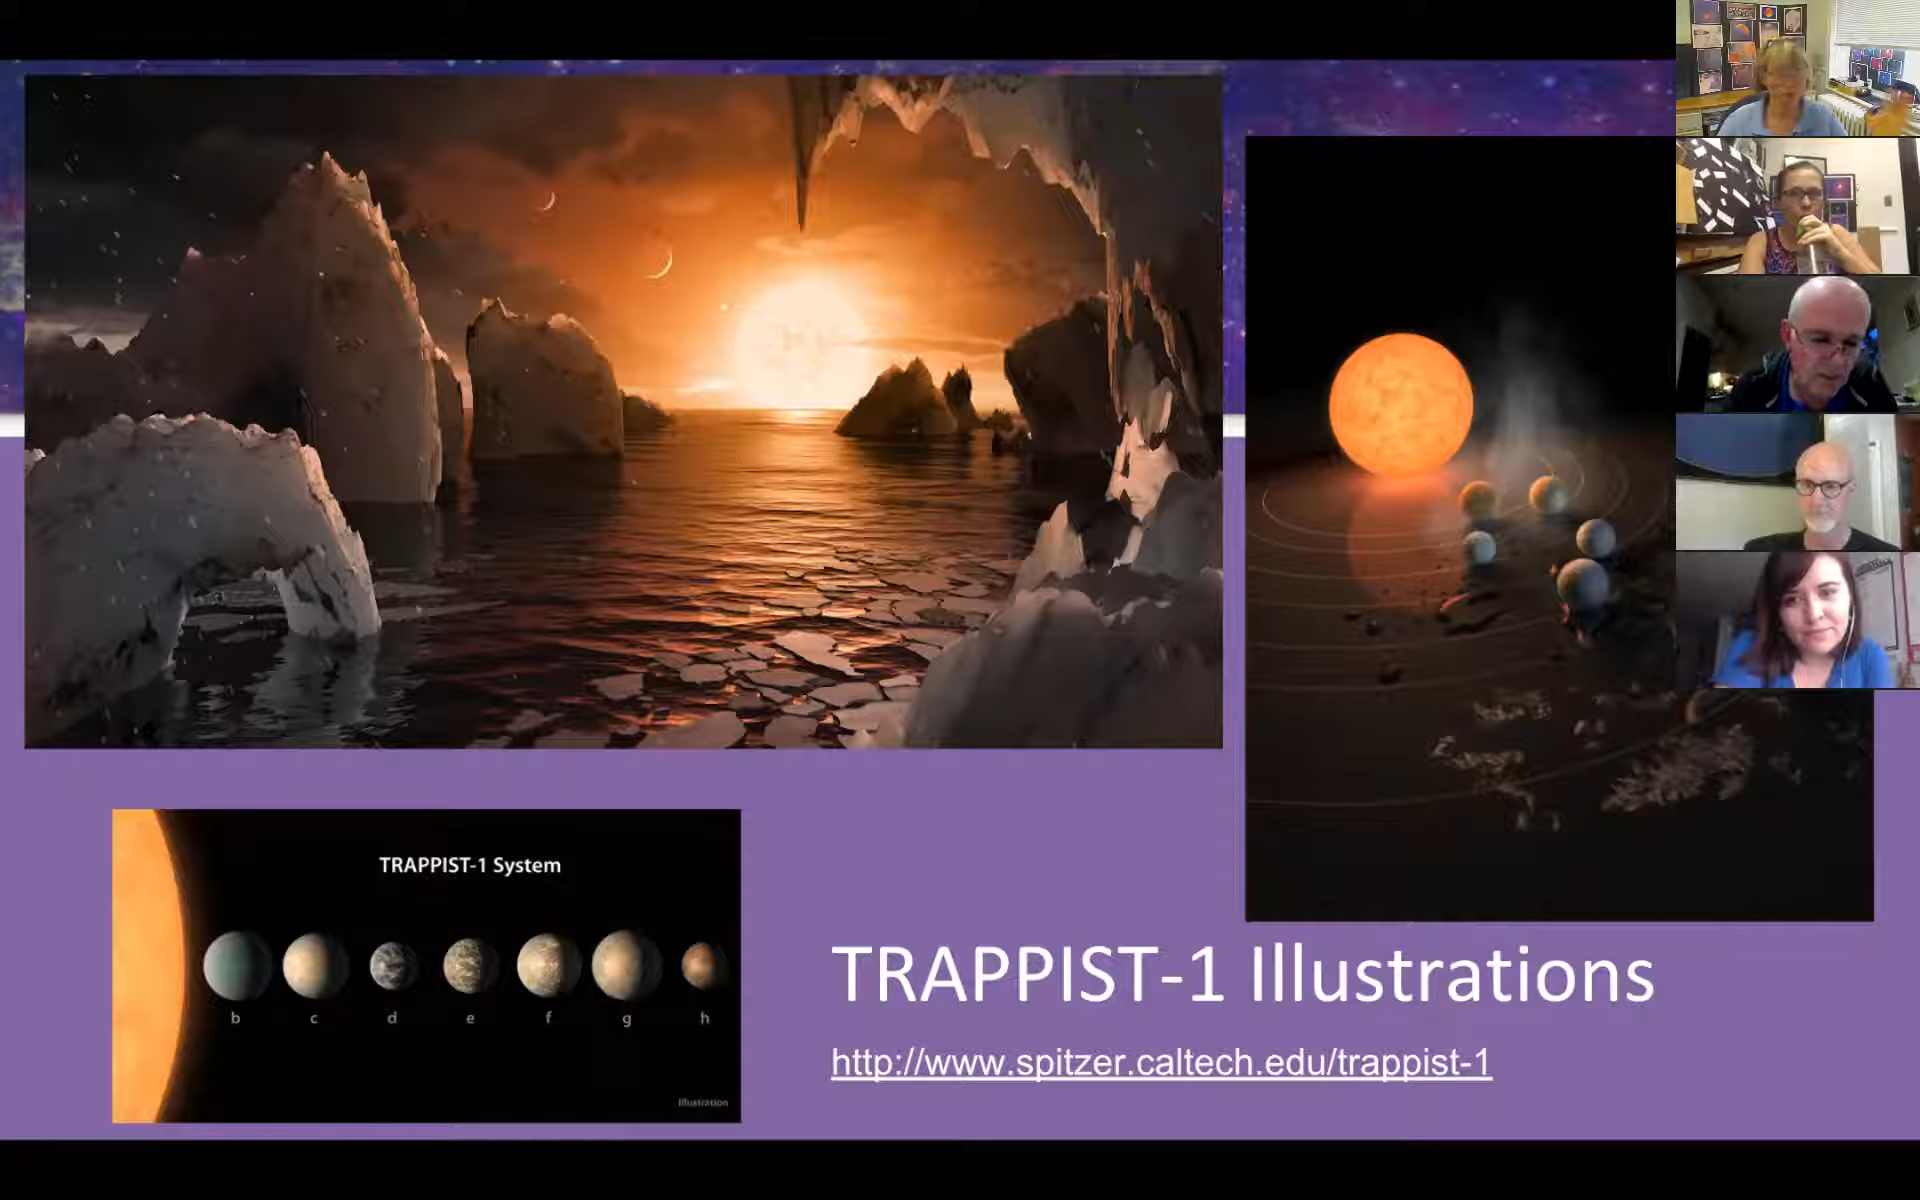 TRAPPIST-1 System
b c d e f g h
Illustration
TRAPPIST-1 Illustrations
http://www.spitzer.caltech.edu/trappist-1